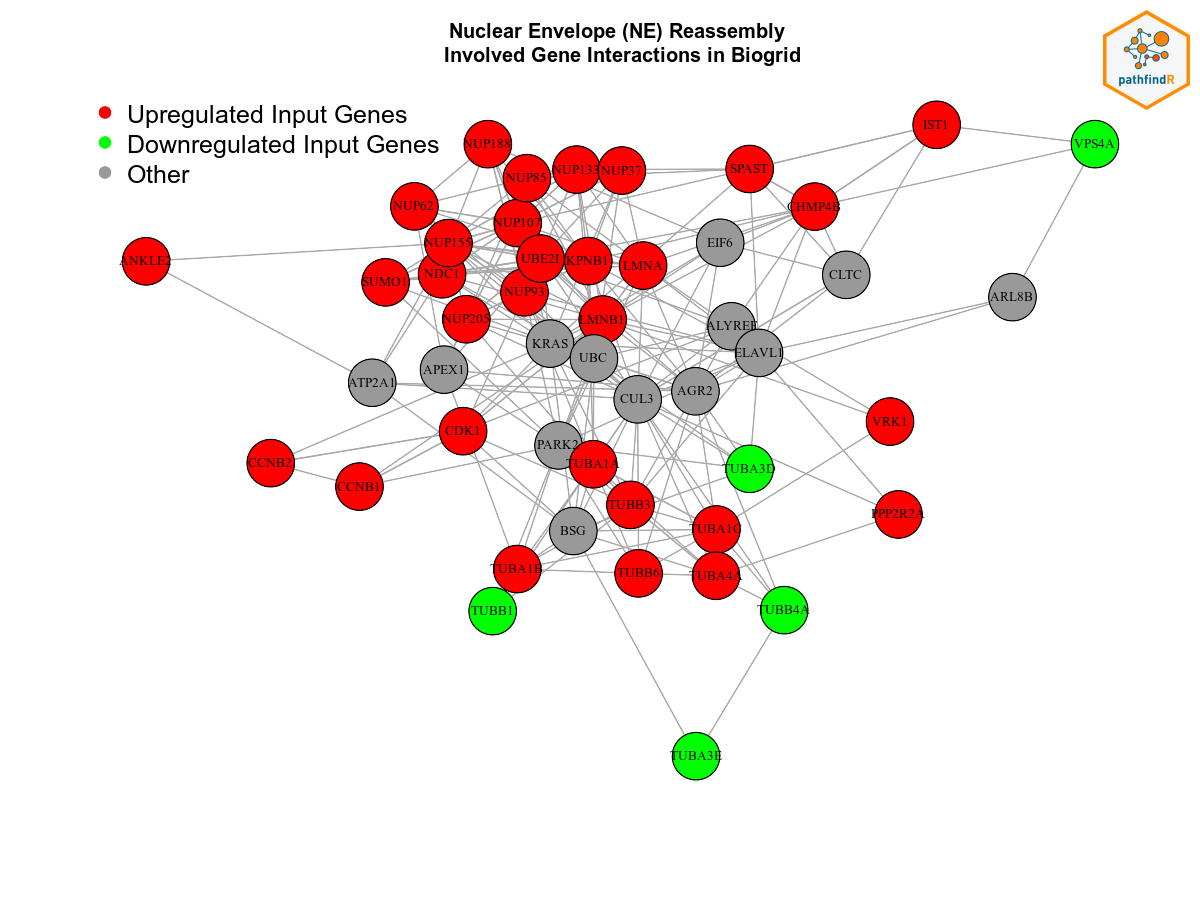 Nuclear Envelope (NE) Reassembly
Involved Gene Interactions in Biogrid
pathfindR
Upregulated Input Genes
Downregulated Input Genes
Other
IST1
VPS4A
NUP188
NUP85
NUP133
NUP37
SPAST
NUP62
CHMP4B
NUP107
NUP155
EIF6
ANKLE2
UBE2I
KPNB1
LMNA
SUMO1
NDC1
CLTC
NUP93
ARL8B
NUP205
LMNB1
ALYREF
KRAS
UBC
ELAVL1
ATP2A1
APEX1
CUL3
AGR2
VRK1
CDK1
PARK2
CCNB2
TUBA1A
TUBA3D
CCNB1
TUBB3
PPP2R2A
BSG
TUBA1C
TUBA1B
TUBB6
TUBA4A
TUBB1
TUBB4A
TUBA3E